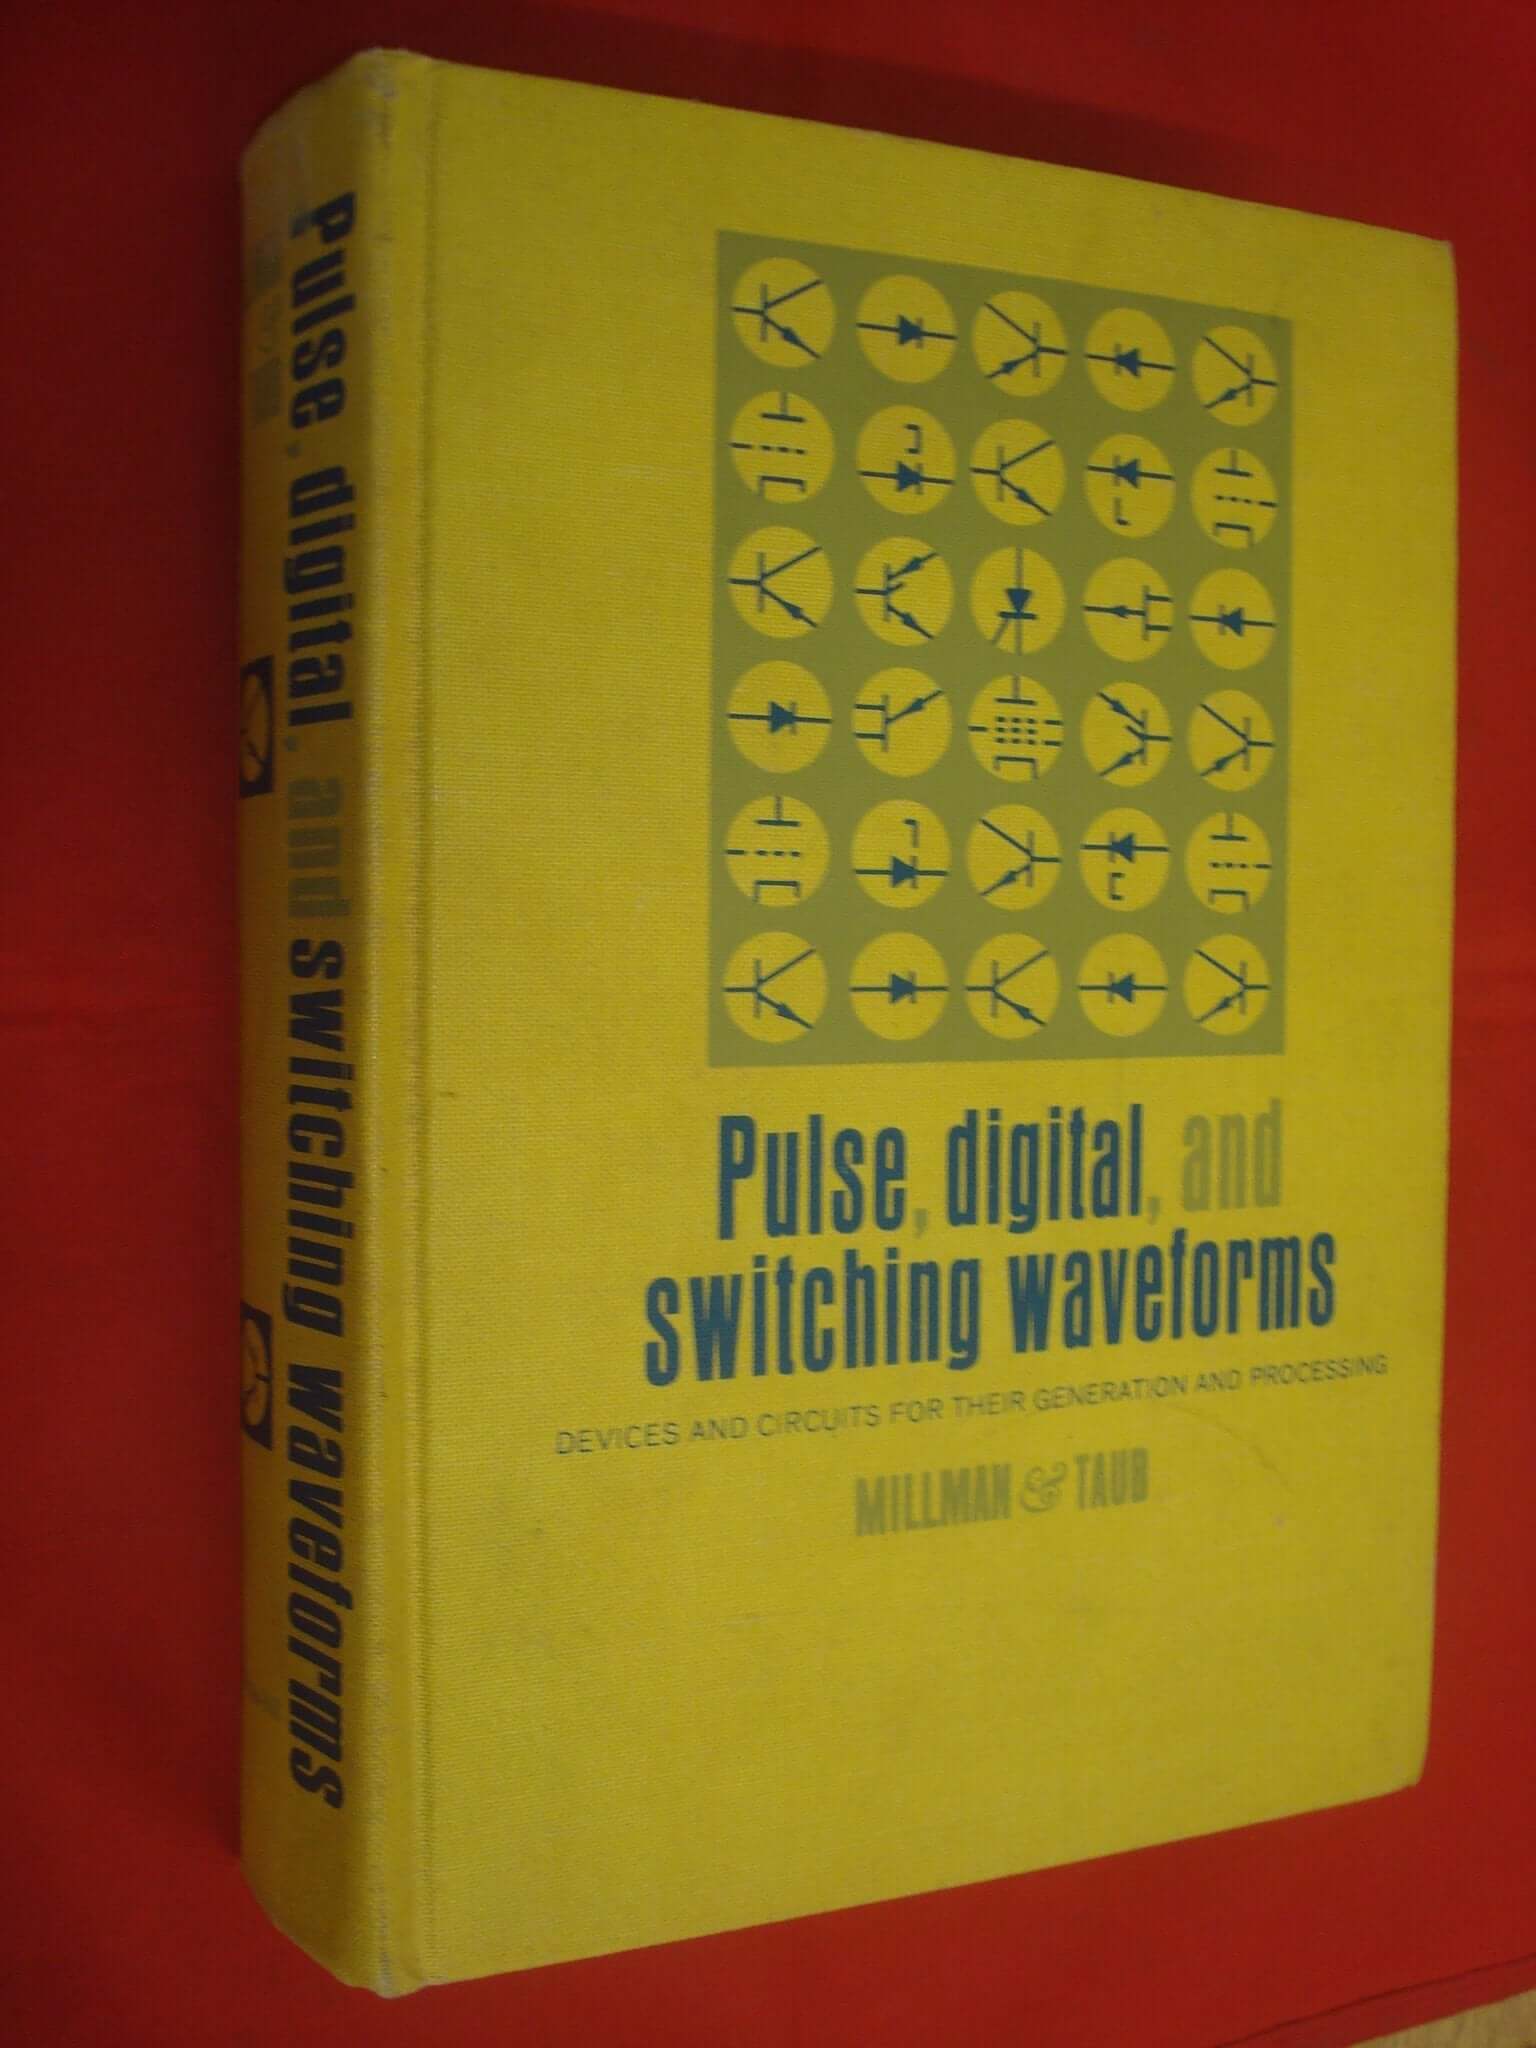 Pulse, digital, and switching waveforms
Pulse, digital, and
switching waveforms
DEVICES AND CIRCUITS FOR THEIR GENERATION AND PROCESSING
MILLMAN & TAUB